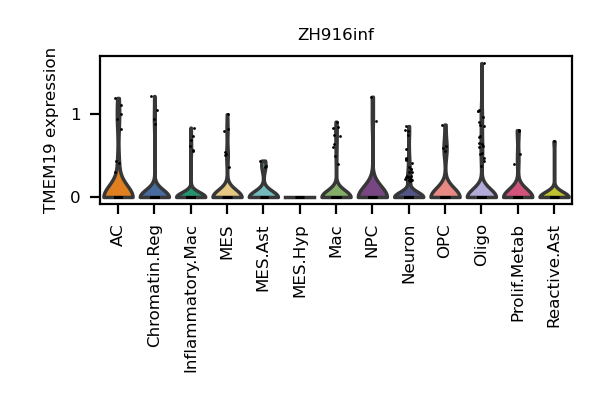 ZH916inf
TMEM19 expression
1
0
AC
Chromatin.Reg
Inflammatory.Mac
MES
MES.Ast
MES.Hyp
Mac
NPC
Neuron
OPC
Oligo
Prolif.Metab
Reactive.Ast